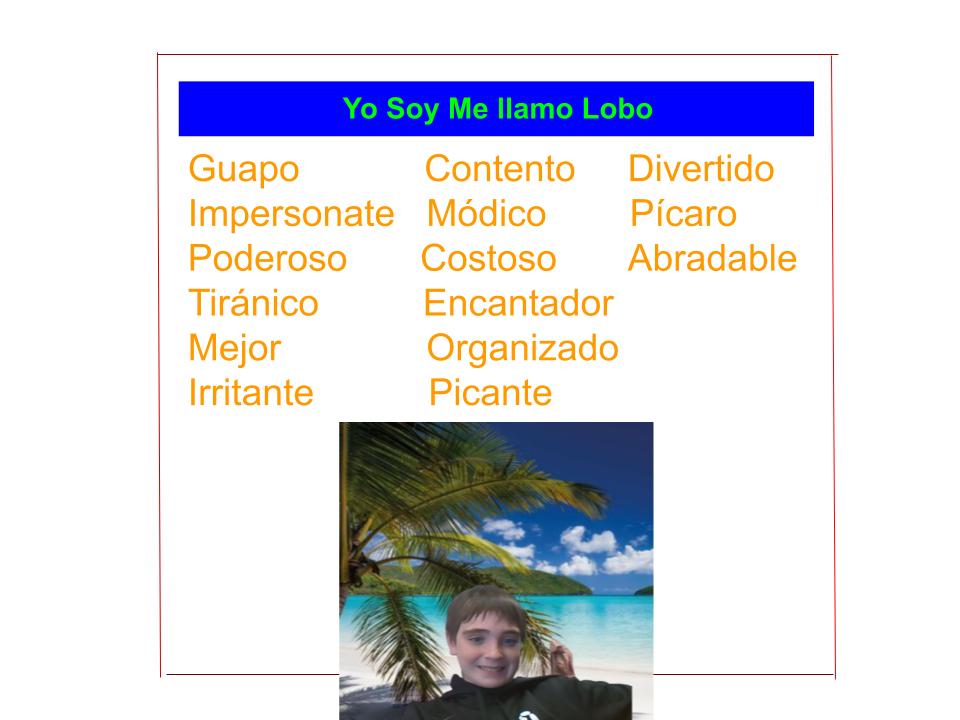 Yo Soy Me llamo Lobo
Guapo Contento Divertido
Impersonate Módico Pícaro
Poderoso Costoso Abradable
Tiránico Encantador
Mejor Organizado
Irritante Picante